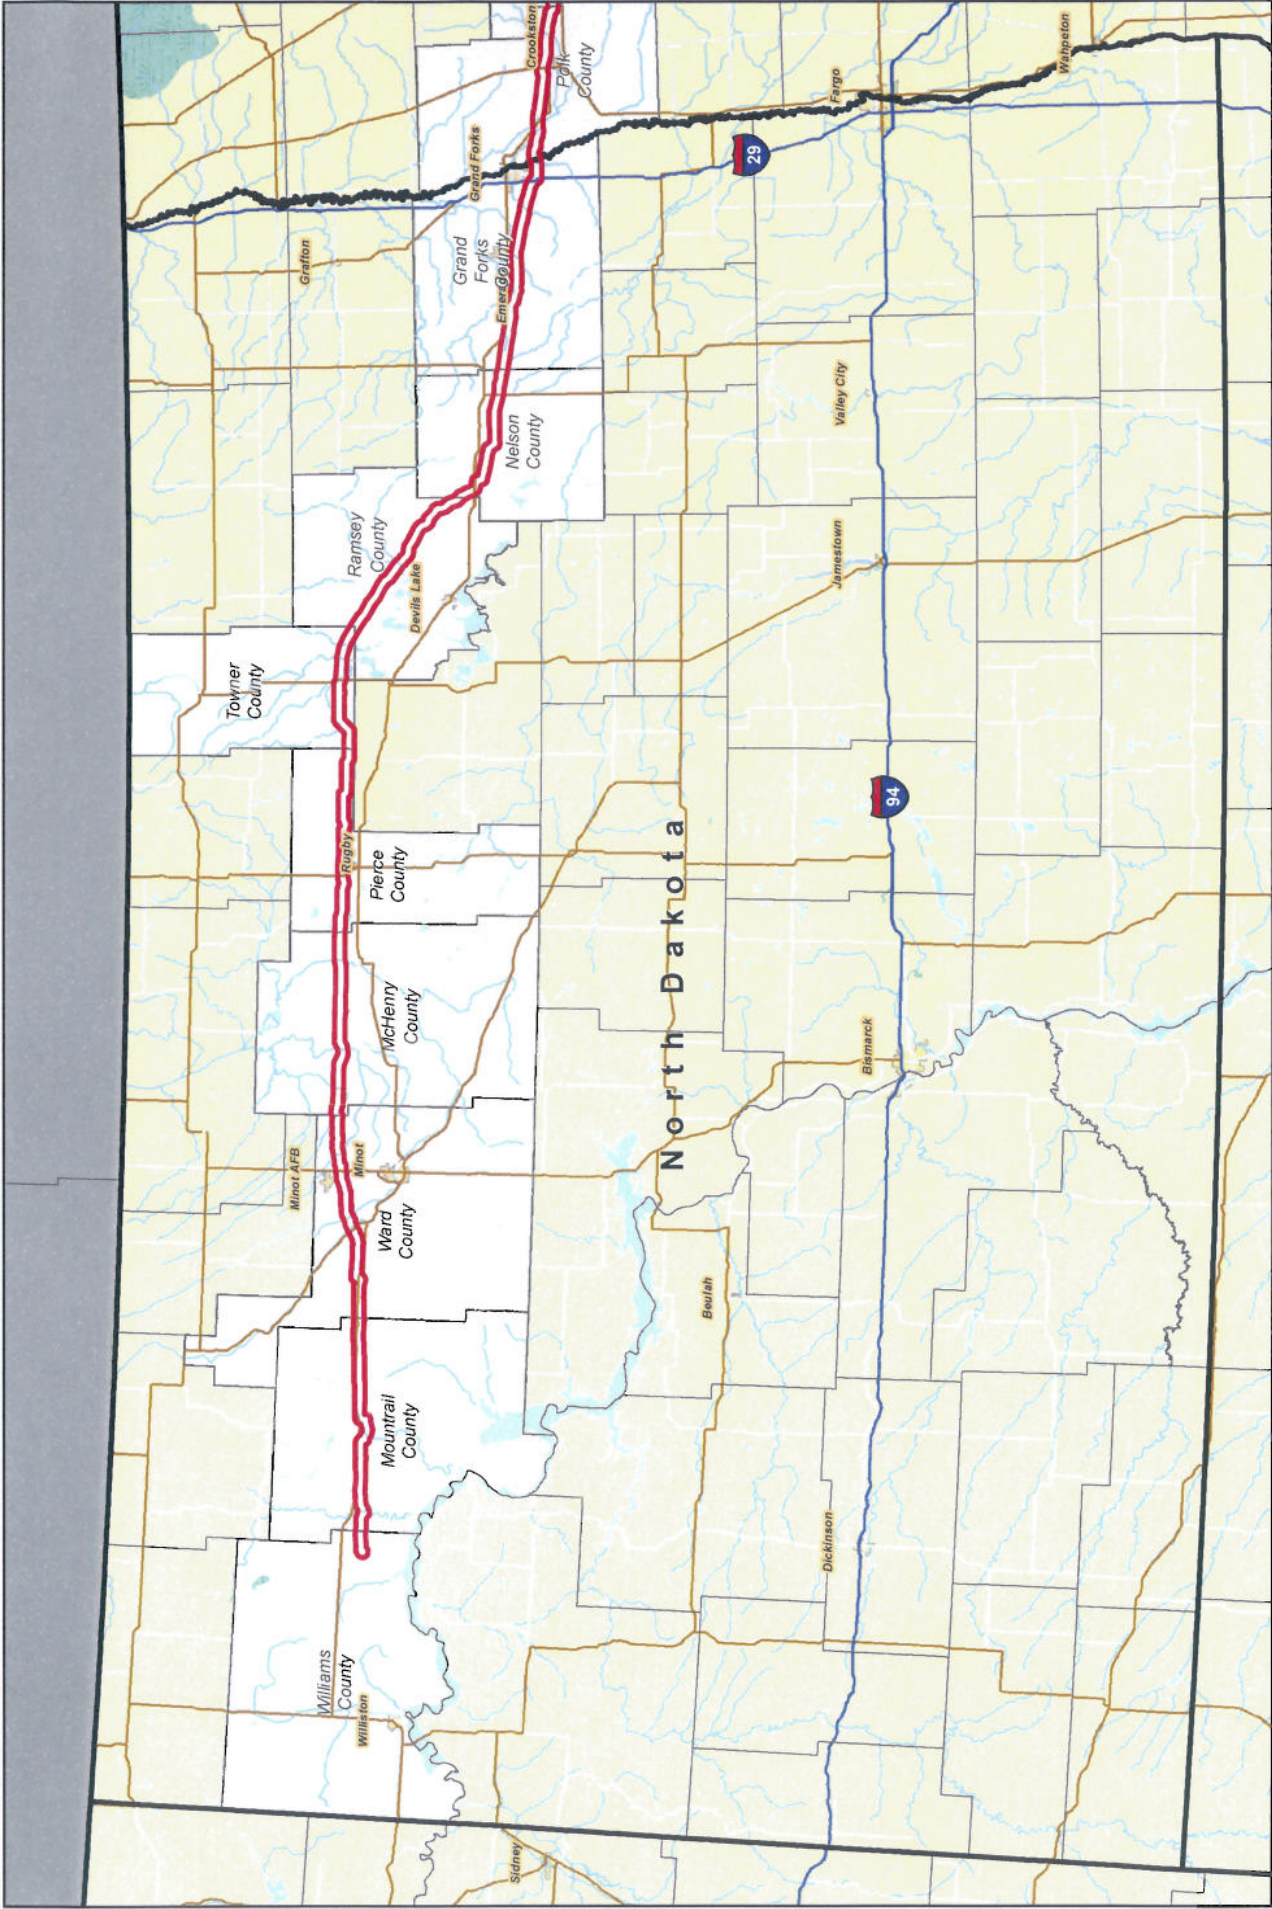 Williams
County
Williston
Minot AFB
Minot
Rugby
Towner
County
Ramsey
County
Devils Lake
Grafton
Mountrail
County
Ward
County
McHenry
County
Pierce
County
Nelson
County
Grand
Forks
County
Grand Forks
Crookston
Polk
County
Sidney
North Dakota
Beulah
29
Dickinson
Bismarck
94
Jamestown
Valley City
Fargo
Wahpeton